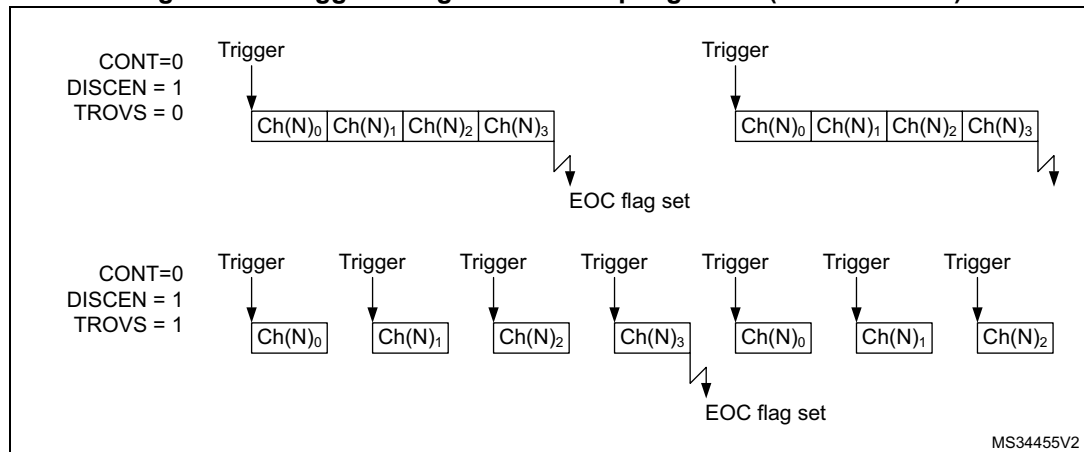 Trigger Trigger
CONT=0
DISCEN = 1
TROVS = 0
Ch(N)₀ Ch(N)₁ Ch(N)₂ Ch(N)₃ Ch(N)₀ Ch(N)₁ Ch(N)₂ Ch(N)₃
EOC flag set
Trigger Trigger Trigger Trigger Trigger Trigger Trigger
CONT=0
DISCEN = 1
TROVS = 1
Ch(N)₀ Ch(N)₁ Ch(N)₂ Ch(N)₃ Ch(N)₀ Ch(N)₁ Ch(N)₂
EOC flag set
MS34455V2